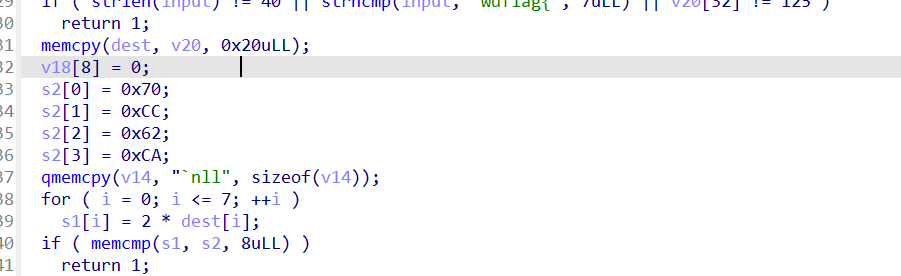 29 if ( strlen(input) != 40 || strncmp(input, "wdflag{", 7uLL) || v20[32] != 125 )
30 return 1;
31 memcpy(dest, v20, 0x20uLL);
32 v18[8] = 0;
33 s2[0] = 0x70;
34 s2[1] = 0xCC;
35 s2[2] = 0x62;
36 s2[3] = 0xCA;
37 qmemcpy(v14, "`nll", sizeof(v14));
38 for ( i = 0; i <= 7; ++i )
39 s1[i] = 2 * dest[i];
40 if ( memcmp(s1, s2, 8uLL) )
41 return 1;